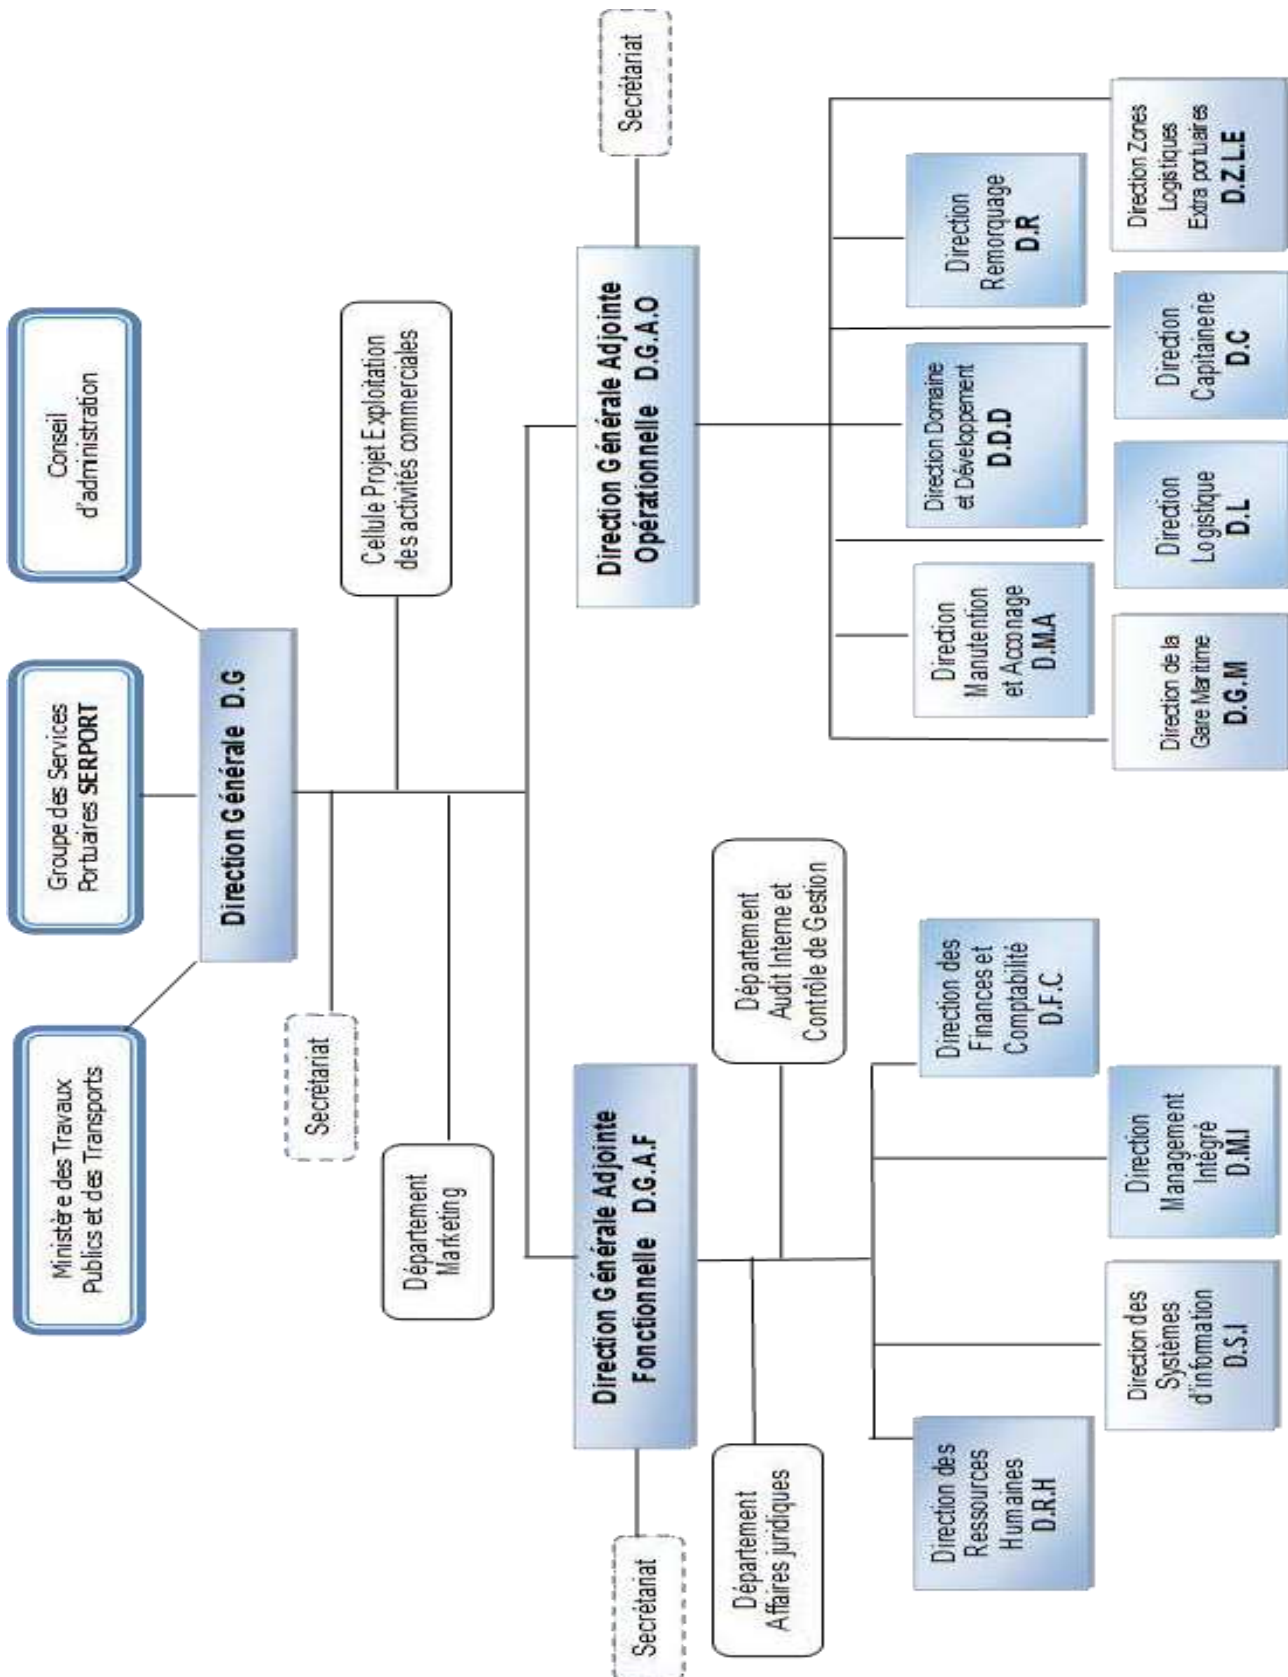 Ministère des Travaux
Publics et des Transports
Groupe des Services
Portuaires SERPORT
Conseil
d'administration
Direction Générale D.G
Secrétariat
Cellule Projet Exploitation
des activités commerciales
Département
Marketing
Direction Générale Adjointe
Fonctionnelle D.G.A.F
Direction Générale Adjointe
Opérationnelle D.G.A.O
Secrétariat
Secrétariat
Département
Affaires juridiques
Département
Audit Interne et
Contrôle de Gestion
Direction des
Ressources
Humaines
D.R.H
Direction des
Finances et
Comptabilité
D.F.C
Direction
Manutention
et Acconage
D.M.A
Direction Domaine
et Développement
D.D.D
Direction
Remorquage
D.R
Direction des
Systèmes
d'information
D.S.I
Direction
Management
Intégré
D.M.I
Direction de la
Gare Maritime
D.G.M
Direction
Logistique
D.L
Direction
Capitainerie
D.C
Direction Zones
Logistiques
Extra portuaires
D.Z.L.E